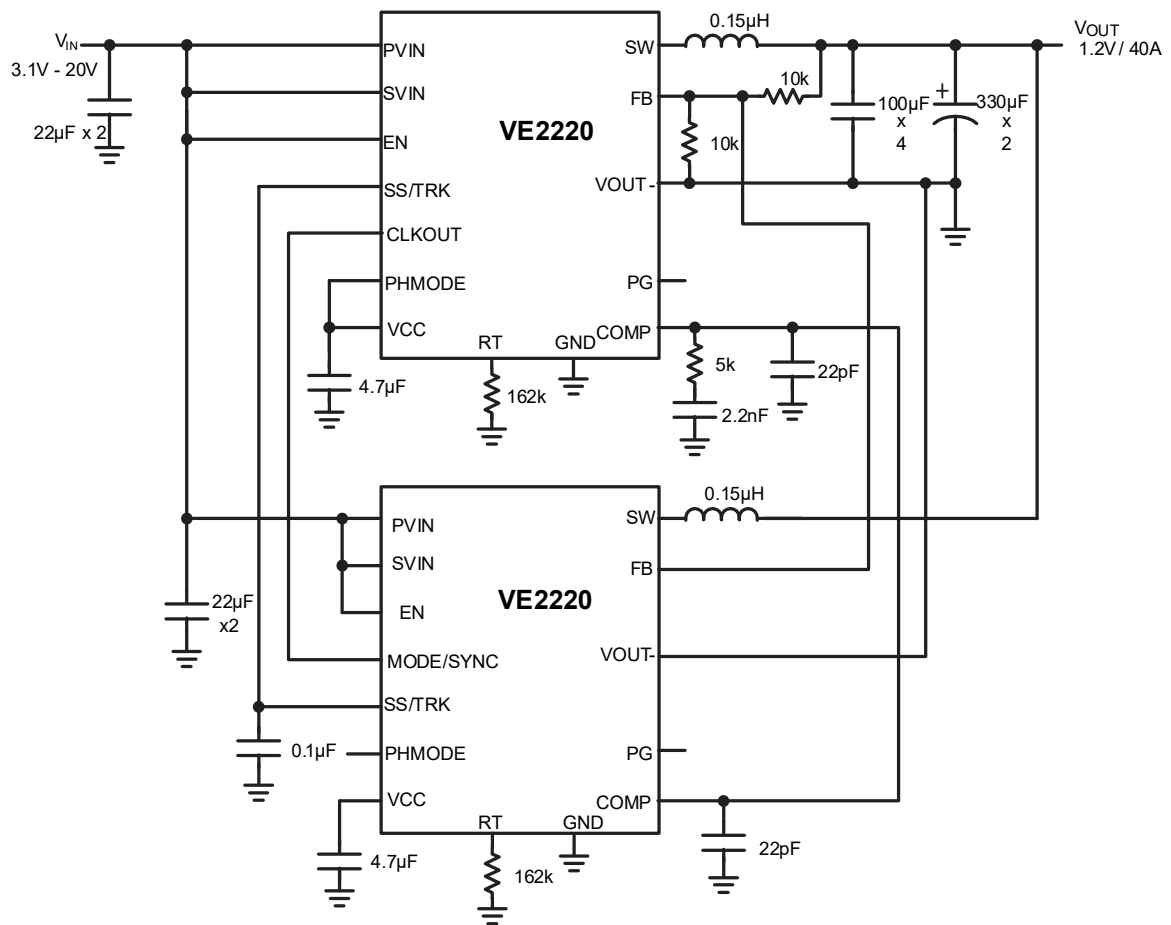 VIN
3.1V - 20V
22µF x 2
PVIN
SVIN
EN
SS/TRK
CLKOUT
PHMODE
VCC
4.7µF
RT
162k
GND
VE2220
SW
FB
VOUT-
PG
COMP
0.15µH
10k
10k
100µF
x
4
+
330µF
x
2
VOUT
1.2V / 40A
5k
2.2nF
22pF
22µF
x2
PVIN
SVIN
EN
MODE/SYNC
SS/TRK
0.1µF
PHMODE
VCC
4.7µF
RT
162k
GND
VE2220
SW
FB
VOUT-
PG
COMP
0.15µH
22pF